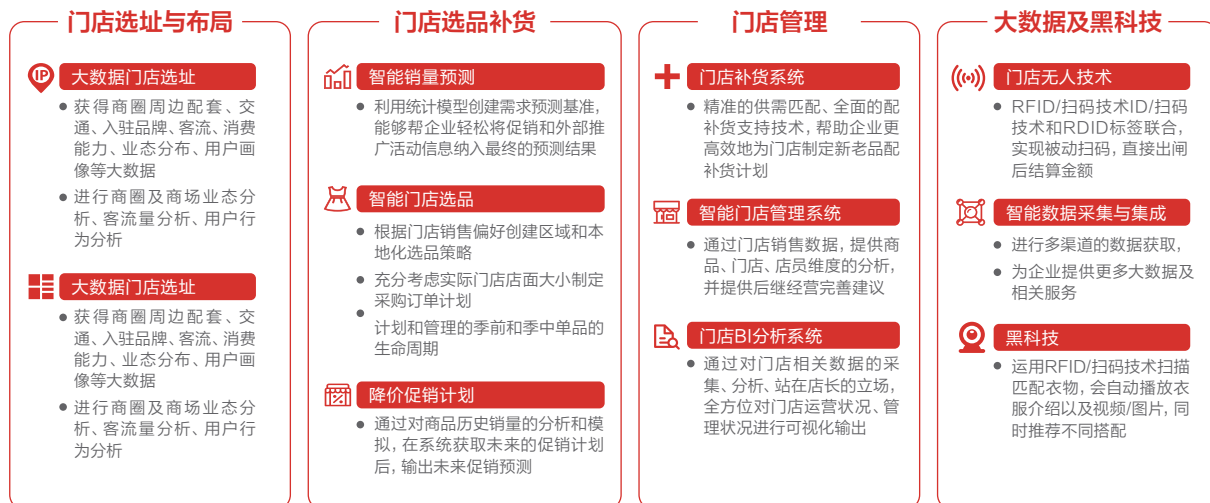 门店选址与布局
IP
大数据门店选址
● 获得商圈周边配套、交
通、入驻品牌、客流、消费
能力、业态分布、用户画
像等大数据
● 进行商圈及商场业态分
析、客流量分析、用户行
为分析
大数据门店选址
● 获得商圈周边配套、交
通、入驻品牌、客流、消费
能力、业态分布、用户画
像等大数据
● 进行商圈及商场业态分
析、客流量分析、用户行
为分析
门店选品补货
智能销量预测
● 利用统计模型创建需求预测基准,
能够帮企业轻松将促销和外部推
广活动信息纳入最终的预测结果
智能门店选品
● 根据门店销售偏好创建区域和本
地化选品策略
● 充分考虑实际门店店面大小制定
采购订单计划
●
计划和管理的季前和季中单品的
生命周期
降价促销计划
● 通过对商品历史销量的分析和模
拟,在系统获取未来的促销计划
后,输出未来促销预测
门店管理
门店补货系统
● 精准的供需匹配、全面的配
补货支持技术,帮助企业更
高效地为门店制定新老品配
补货计划
智能门店管理系统
● 通过门店销售数据,提供商
品、门店、店员维度的分析,
并提供后继经营完善建议
门店BI分析系统
● 通过对门店相关数据的采
集、分析、站在店长的立场,
全方位对门店运营状况、管
理状况进行可视化输出
大数据及黑科技
门店无人技术
● RFID/扫码技术ID/扫码
技术和RDID标签联合,
实现被动扫码,直接出闸
后结算金额
智能数据采集与集成
● 进行多渠道的数据获取,
● 为企业提供更多大数据及
相关服务
黑科技
● 运用RFID/扫码技术扫描
匹配衣物,会自动播放衣
服介绍以及视频/图片,同
时推荐不同搭配